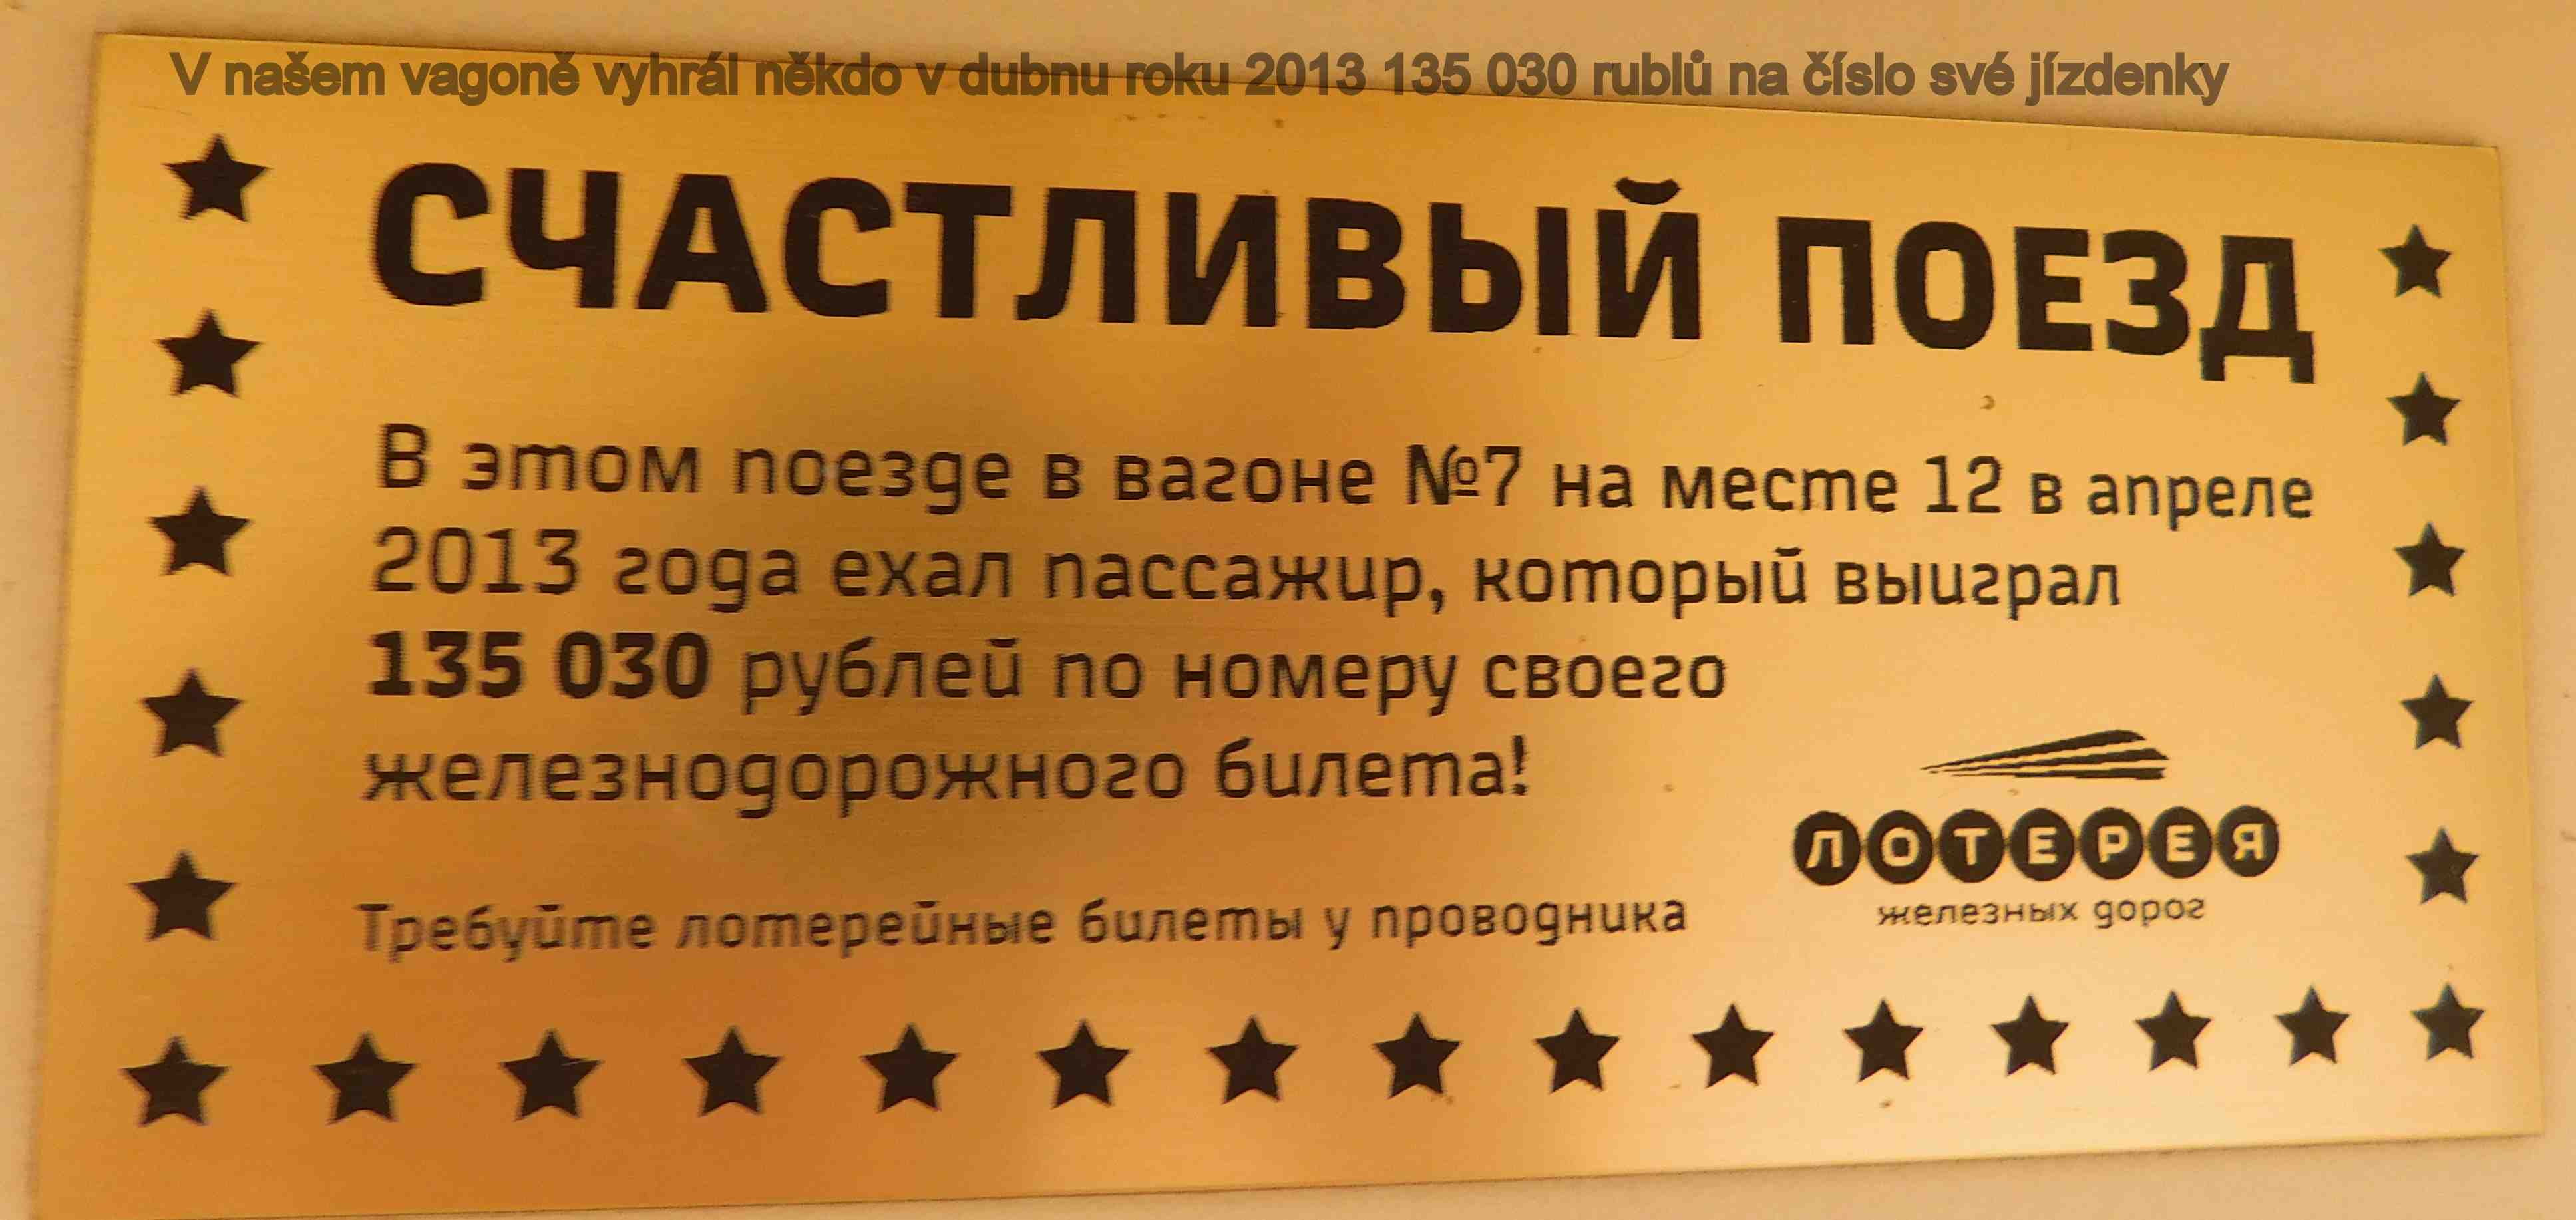 V našem vagoně vyhrál někdo v dubnu roku 2013 135 030 rublů na číslo své jízdenky
СЧАСТЛИВЫЙ ПОЕЗД
В этом поезде в вагоне №7 на месте 12 в апреле
2013 года ехал пассажир, который выиграл
135 030 рублей по номеру своего
железнодорожного билета!
Требуйте лотерейные билеты у проводника
ЛОТЕРЕЯ
железных дорог